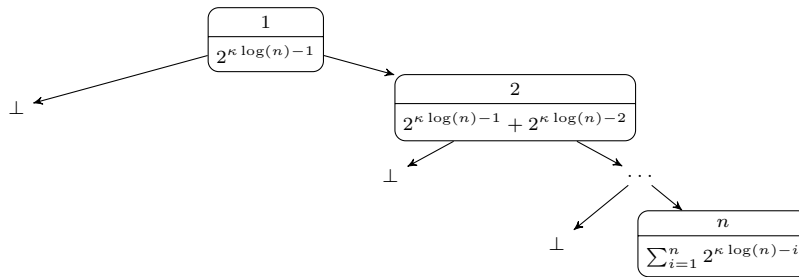 1
2^{κ log(n)−1}
2
2^{κ log(n)−1} + 2^{κ log(n)−2}
⊥
⊥
⋯
n
∑_{i=1}^{n} 2^{κ log(n)−i}
⊥